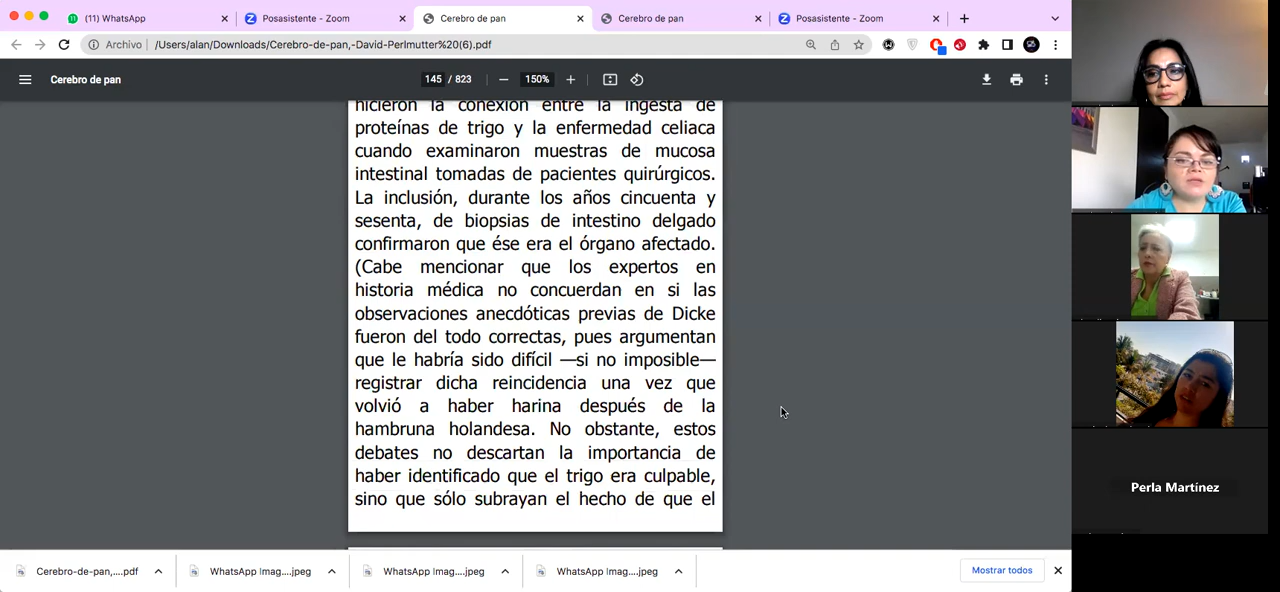 (11) WhatsApp
Posasistente - Zoom
Cerebro de pan
Cerebro de pan
Posasistente - Zoom
Archivo
/Users/alan/Downloads/Cerebro-de-pan,-David-Perlmutter%20(6).pdf
Cerebro de pan
145 / 823
150%
hicieron la conexión entre la ingesta de
proteínas de trigo y la enfermedad celiaca
cuando examinaron muestras de mucosa
intestinal tomadas de pacientes quirúrgicos.
La inclusión, durante los años cincuenta y
sesenta, de biopsias de intestino delgado
confirmaron que ése era el órgano afectado.
(Cabe mencionar que los expertos en
historia médica no concuerdan en si las
observaciones anecdóticas previas de Dicke
fueron del todo correctas, pues argumentan
que le habría sido difícil —si no imposible—
registrar dicha reincidencia una vez que
volvió a haber harina después de la
hambruna holandesa. No obstante, estos
debates no descartan la importancia de
haber identificado que el trigo era culpable,
sino que sólo subrayan el hecho de que el
Perla Martínez
Cerebro-de-pan,....pdf
WhatsApp Imag....jpeg
WhatsApp Imag....jpeg
WhatsApp Imag....jpeg
Mostrar todos